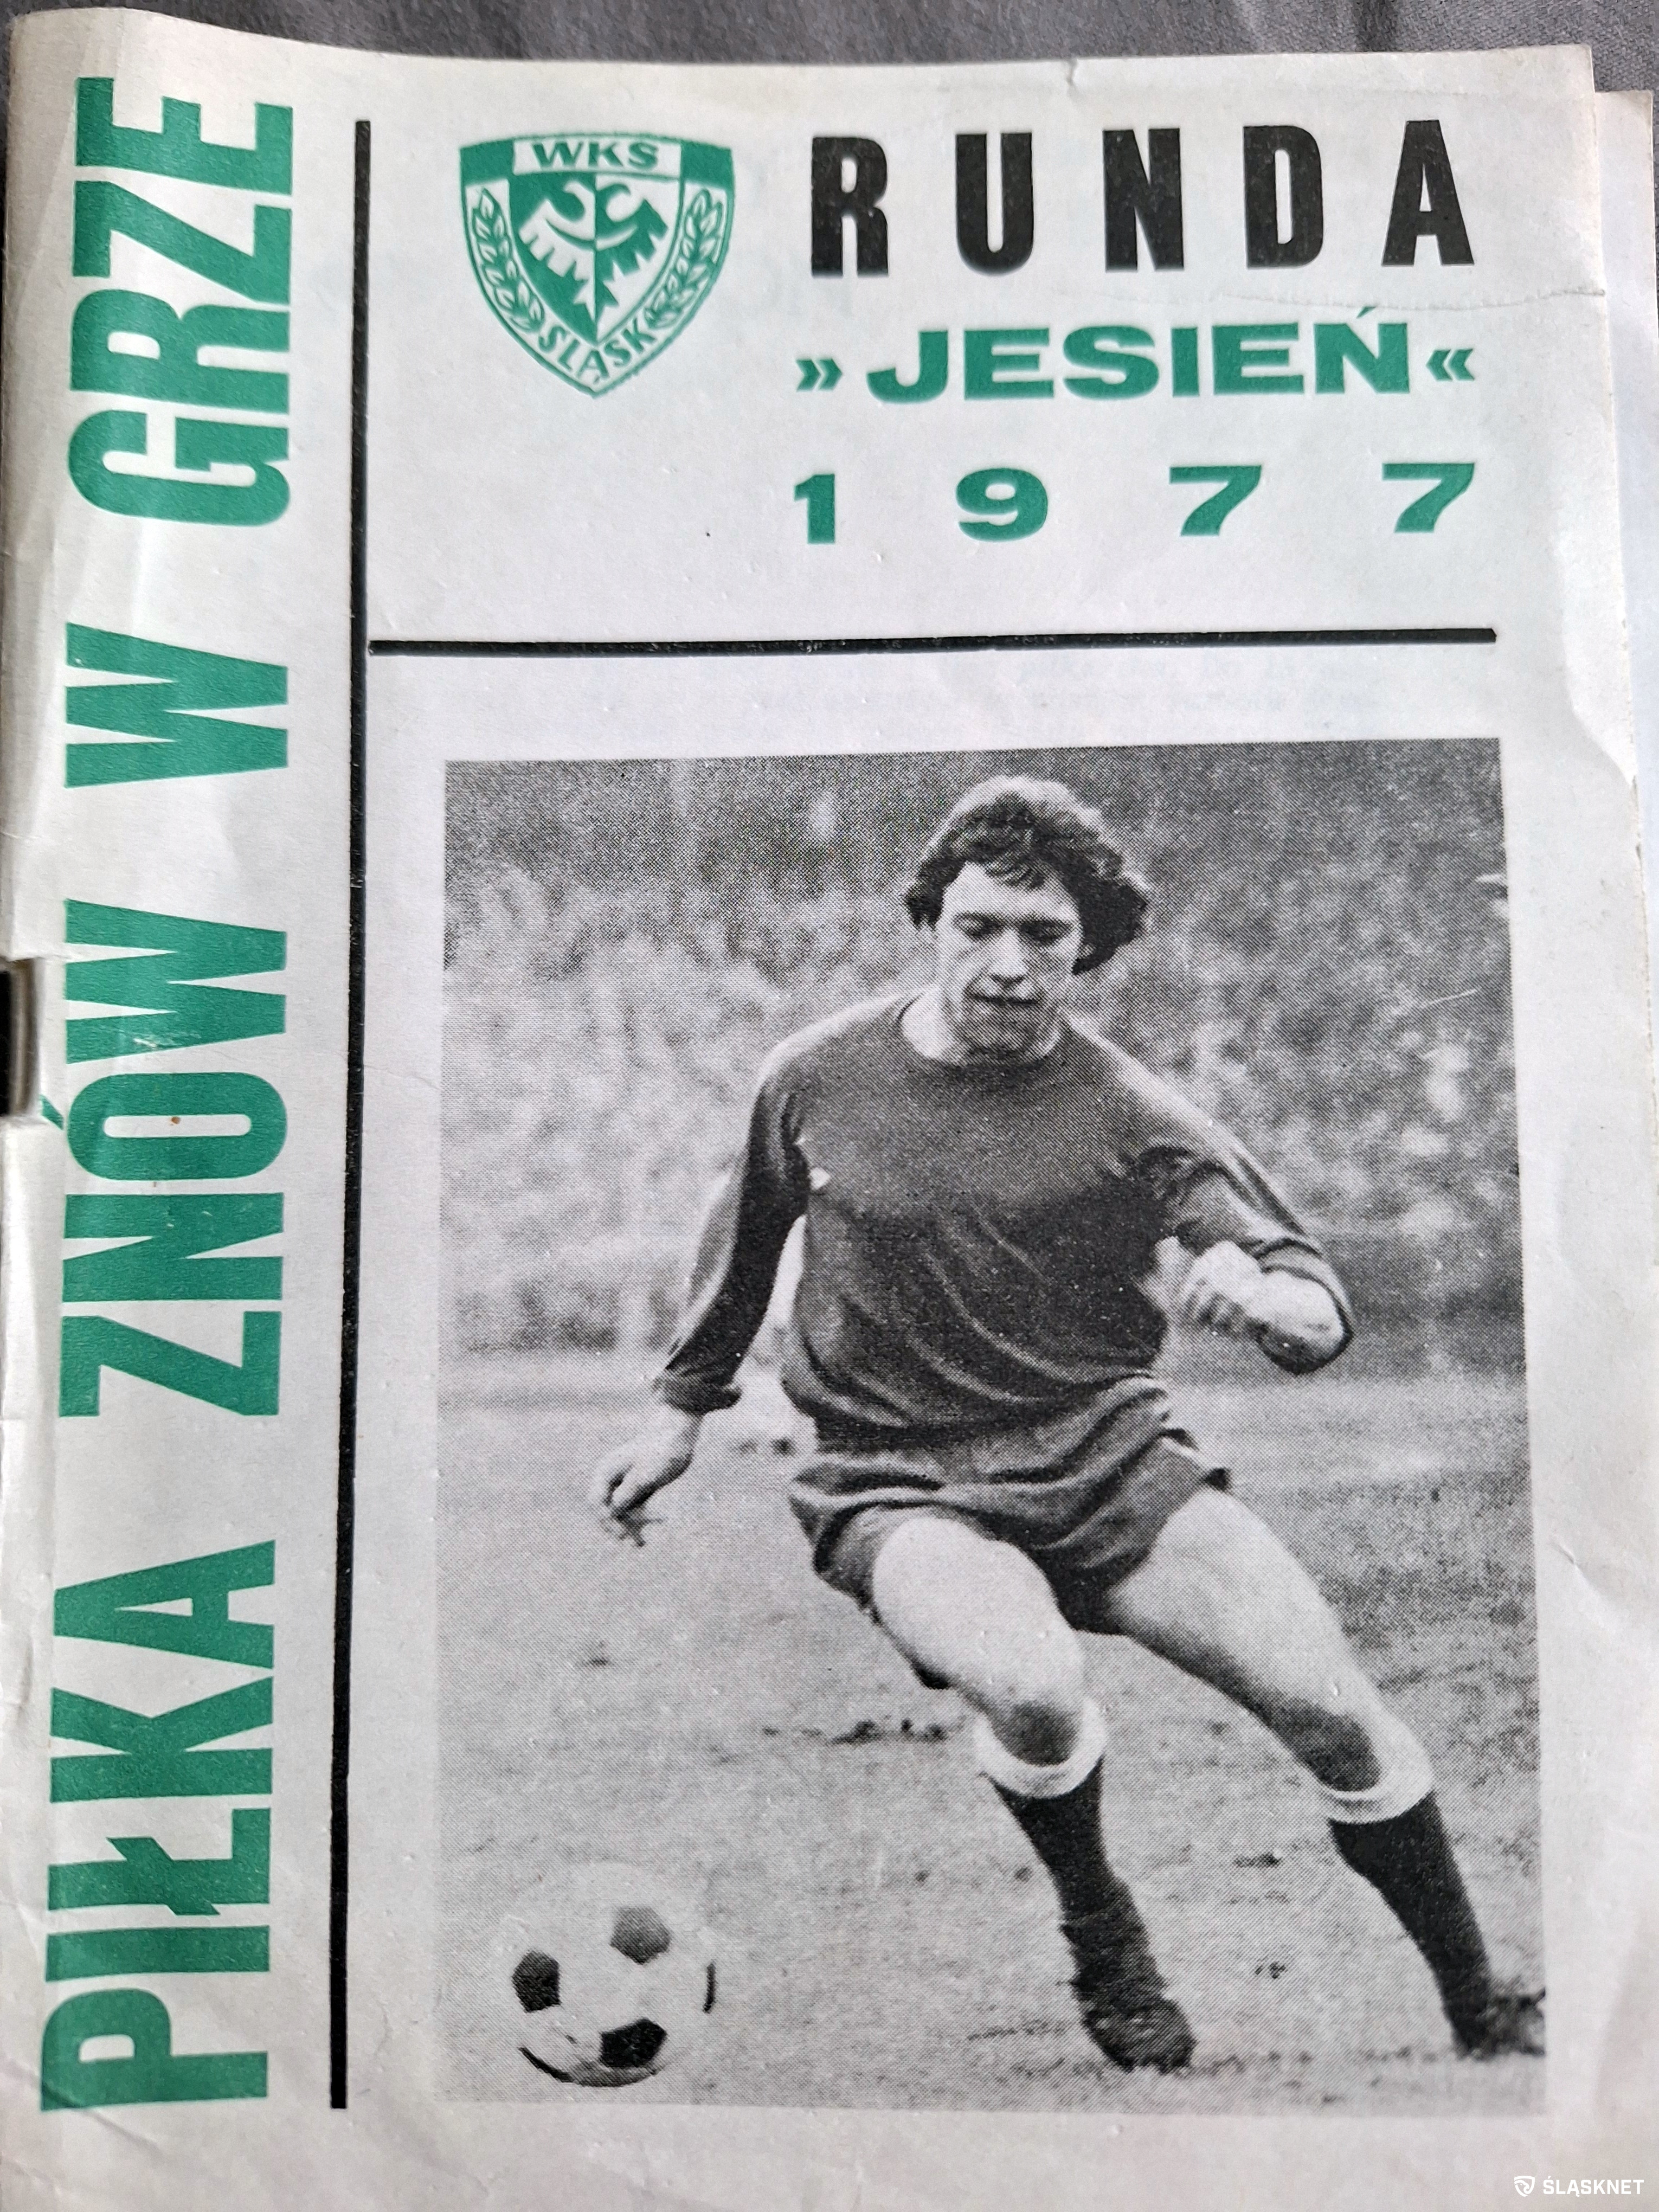 PIŁKA ZNÓW W GRZE
WKS
ŚLĄSK
RUNDA
»JESIEŃ«
1977
ŚLĄSKNET